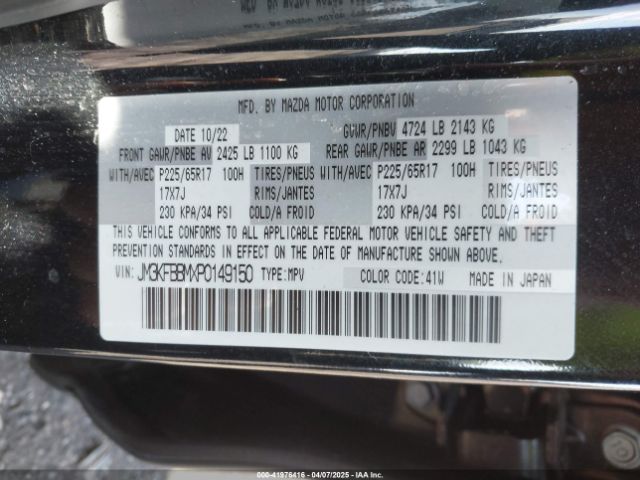 MFD. BY MAZDA MOTOR CORPORATION
DATE 10/22 GVWR/PNBV 4724 LB 2143 KG
FRONT GAWR/PNBE AV 2425 LB 1100 KG REAR GAWR/PNBE AR 2299 LB 1043 KG
WITH/AVEC P225/65R17 100H TIRES/PNEUS WITH/AVEC P225/65R17 100H TIRES/PNEUS
17X7J RIMS/JANTES 17X7J RIMS/JANTES
230 KPA/34 PSI COLD/A FROID 230 KPA/34 PSI COLD/A FROID
THIS VEHICLE CONFORMS TO ALL APPLICABLE FEDERAL MOTOR VEHICLE SAFETY AND THEFT
PREVENTION STANDARDS IN EFFECT ON THE DATE OF MANUFACTURE SHOWN ABOVE.
VIN: JM3KFBBMXP0149150 TYPE: MPV COLOR CODE: 41W MADE IN JAPAN
000-41976416 - 04/07/2025 - IAA Inc. - Copyright IAA, LLC